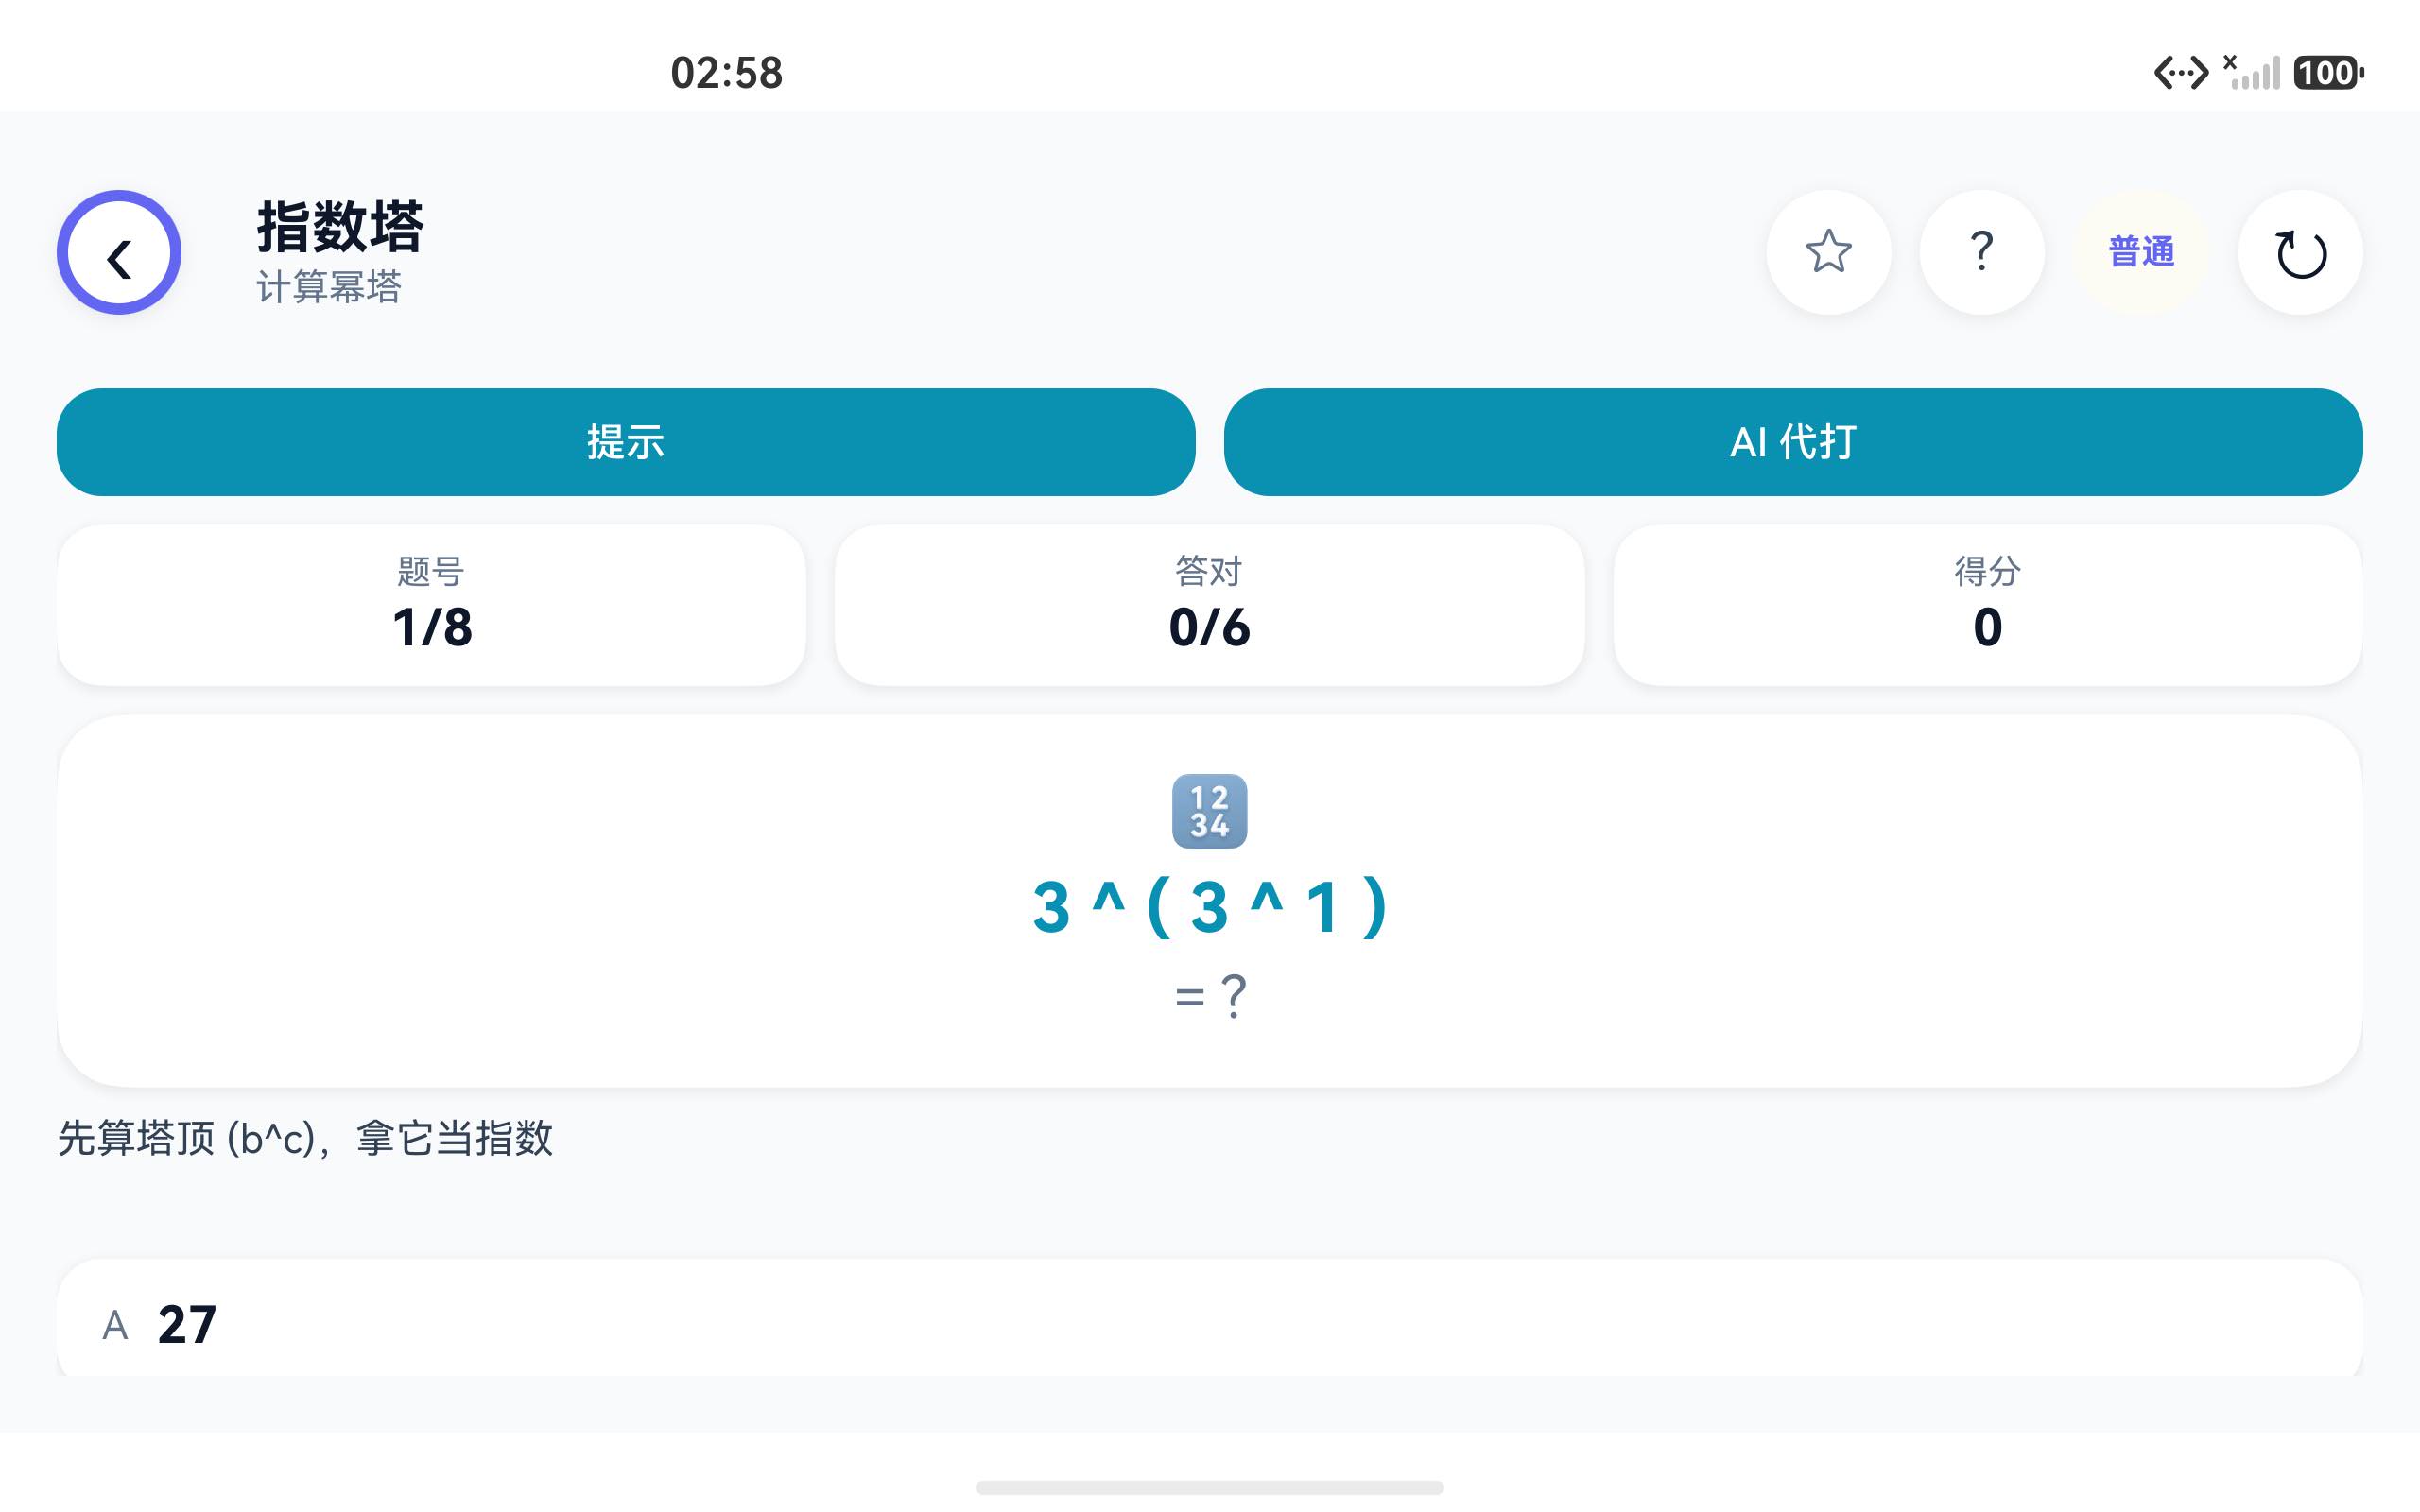 02:58
100
指数塔
计算幂塔
?
普通
提示
AI 代打
题号
1/8
答对
0/6
得分
0
12
34
3 ^ ( 3 ^ 1 )
= ?
先算塔顶 (b^c)，拿它当指数
A 27